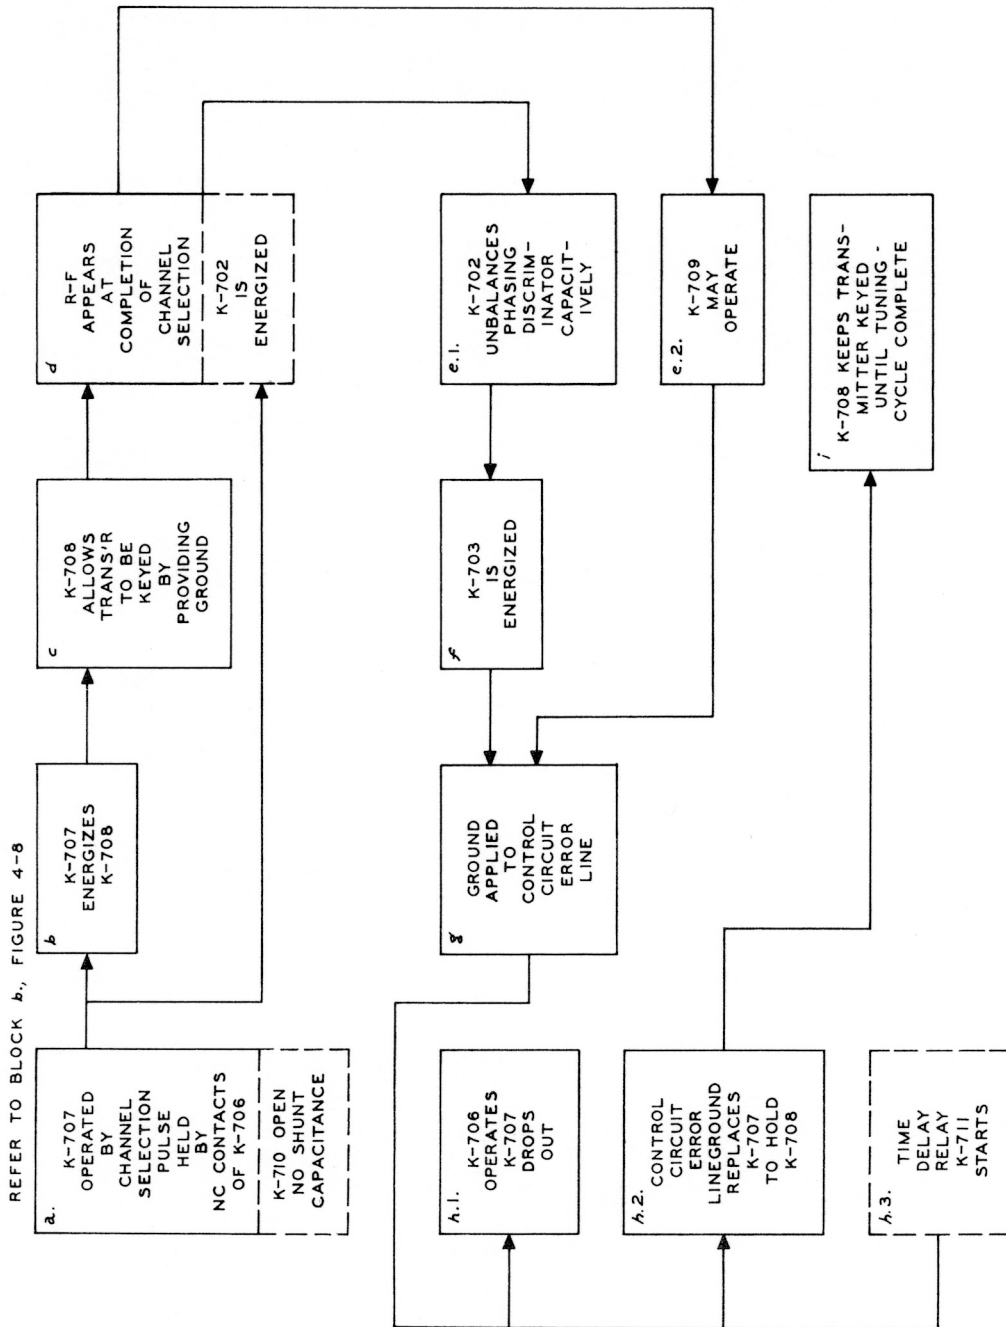 REFER TO BLOCK b., FIGURE 4-8
a.
K-707
OPERATED
BY
CHANNEL
SELECTION
PULSE
HELD
BY
NC CONTACTS
OF K-706
K-710 OPEN
NO SHUNT
CAPACITANCE
b
K-707
ENERGIZES
K-708
c
K-708
ALLOWS
TRANS'R
TO BE
KEYED
BY
PROVIDING
GROUND
d
R-F
APPEARS
AT
COMPLETION
OF
CHANNEL
SELECTION
K-702
IS
ENERGIZED
e.1.
K-702
UNBALANCES
PHASING
DISCRIM-
INATOR
CAPACIT-
IVELY
e.2.
K-709
MAY
OPERATE
f
K-703
IS
ENERGIZED
g
GROUND
APPLIED
TO
CONTROL
CIRCUIT
ERROR
LINE
h.1.
K-706
OPERATES
K-707
DROPS
OUT
h.2.
CONTROL
CIRCUIT
ERROR
LINEGROUND
REPLACES
K-707
TO HOLD
K-708
h.3.
TIME
DELAY
RELAY
K-711
STARTS
i
K-708 KEEPS TRANS-
MITTER KEYED
UNTIL TUNING-
CYCLE COMPLETE